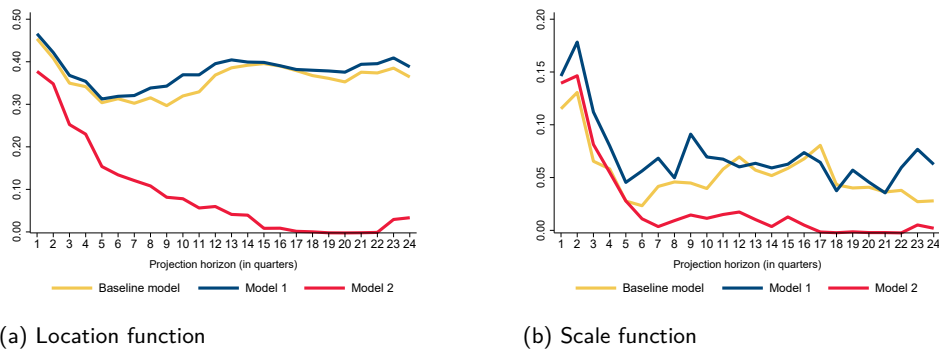 0.50
0.40
0.30
0.20
0.10
0.00
1 2 3 4 5 6 7 8 9 10 11 12 13 14 15 16 17 18 19 20 21 22 23 24
Projection horizon (in quarters)
Baseline model Model 1 Model 2
(a) Location function
0.20
0.15
0.10
0.05
0.00
1 2 3 4 5 6 7 8 9 10 11 12 13 14 15 16 17 18 19 20 21 22 23 24
Projection horizon (in quarters)
Baseline model Model 1 Model 2
(b) Scale function